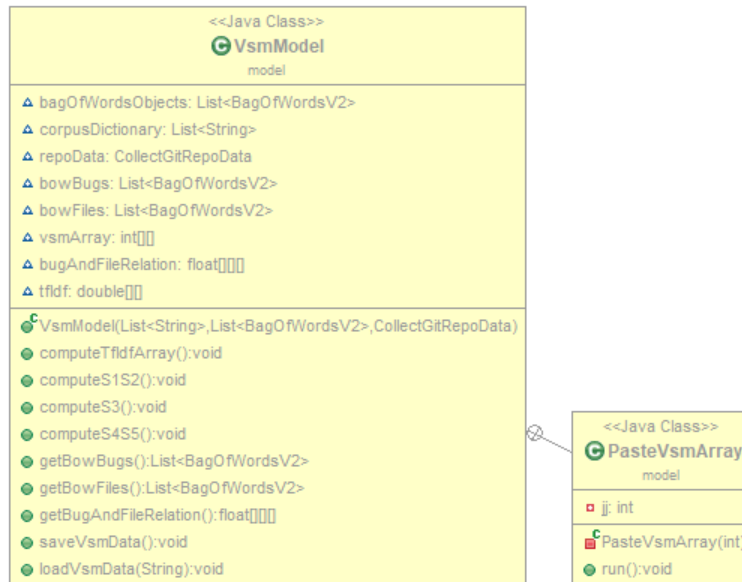 <<Java Class>>
VsmModel
model
bagOfWordsObjects: List<BagOfWordsV2>
corpusDictionary: List<String>
repoData: CollectGitRepoData
bowBugs: List<BagOfWordsV2>
bowFiles: List<BagOfWordsV2>
vsmArray: int[][]
bugAndFileRelation: float[][][]
tfIdf: double[][]
VsmModel(List<String>,List<BagOfWordsV2>,CollectGitRepoData)
computeTfIdfArray():void
computeS1S2():void
computeS3():void
computeS4S5():void
getBowBugs():List<BagOfWordsV2>
getBowFiles():List<BagOfWordsV2>
getBugAndFileRelation():float[][][]
saveVsmData():void
loadVsmData(String):void
<<Java Class>>
PasteVsmArray
model
jj: int
PasteVsmArray(int)
run():void